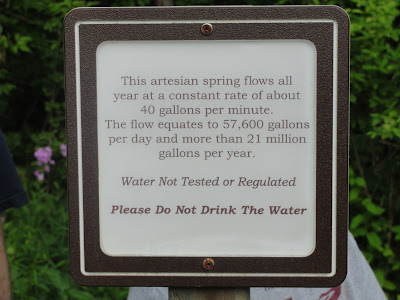 This artesian spring flows all
year at a constant rate of about
40 gallons per minute.
The flow equates to 57,600 gallons
per day and more than 21 million
gallons per year.
Water Not Tested or Regulated
Please Do Not Drink The Water